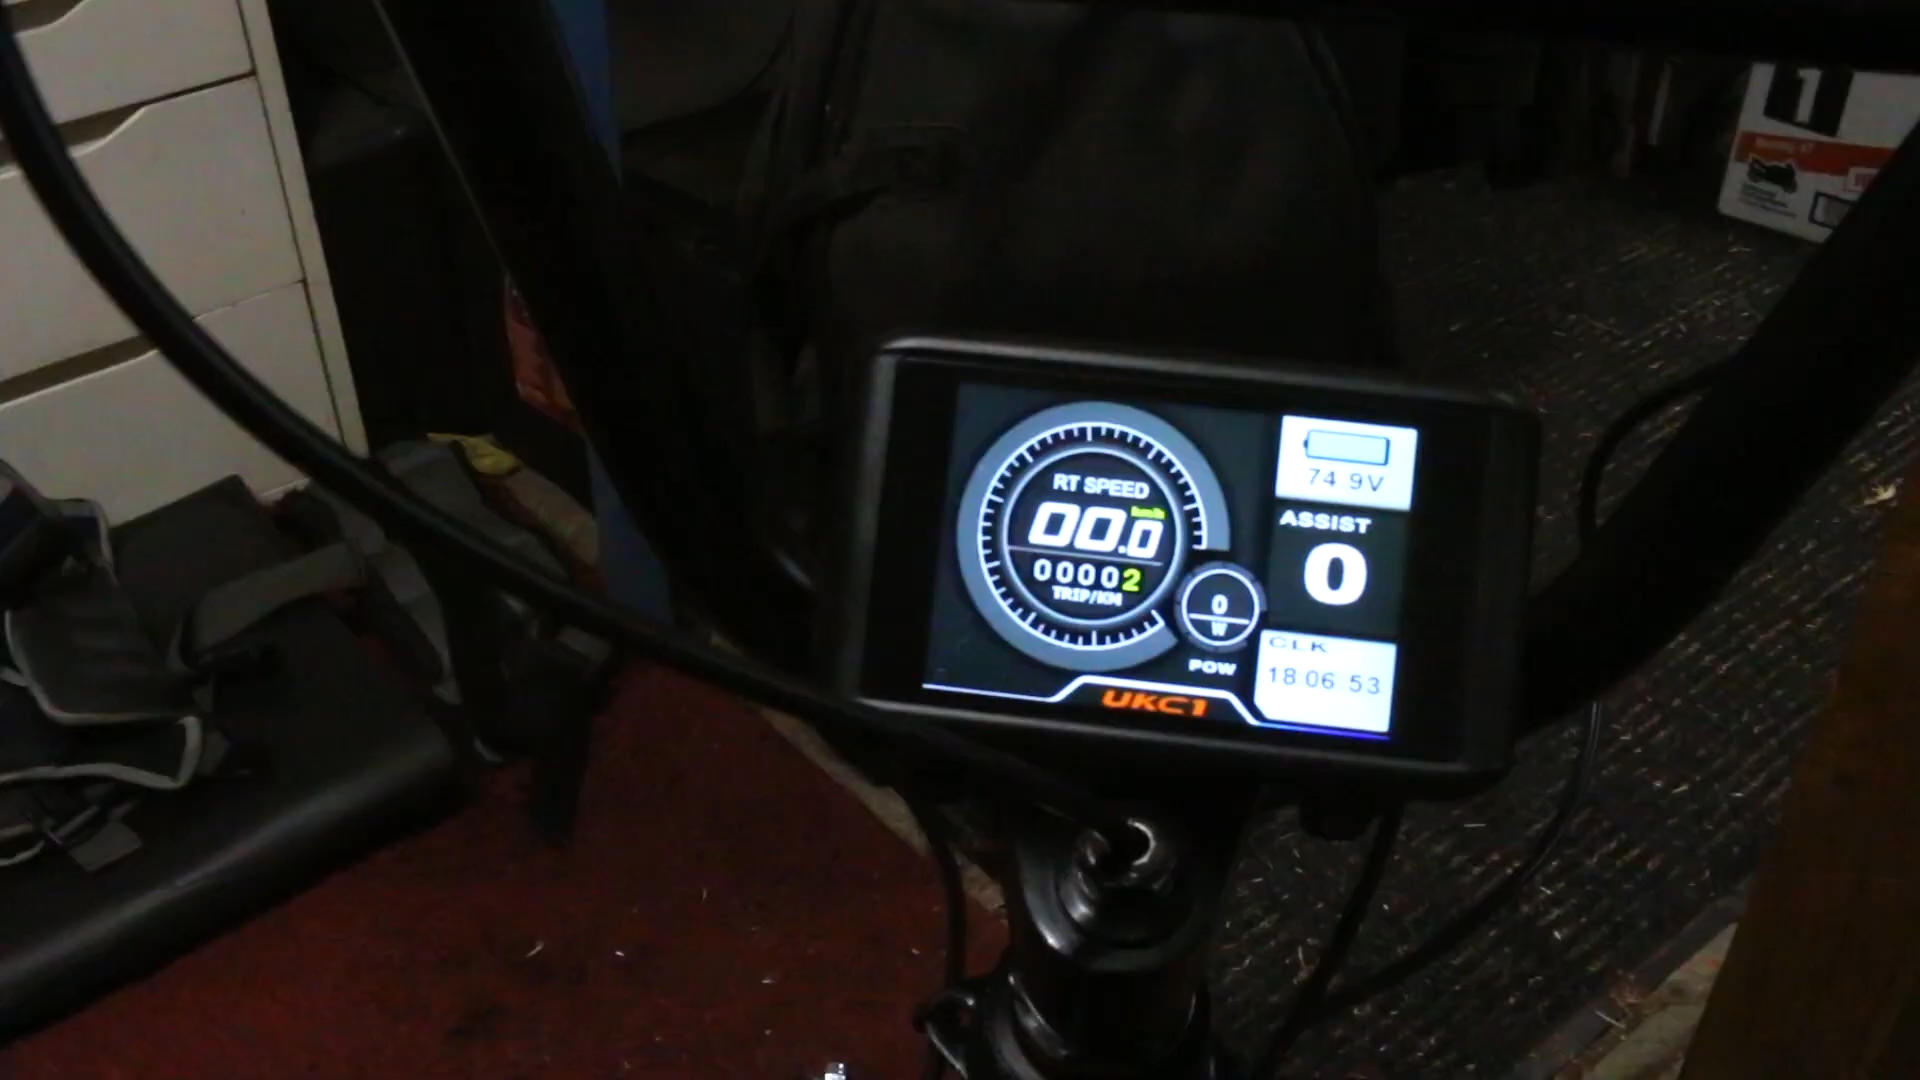 1
RT SPEED
km/h
00.0
00002
TRIP/KM
0
W
POW
74 9V
ASSIST
0
CLK
18 06 53
UKC1